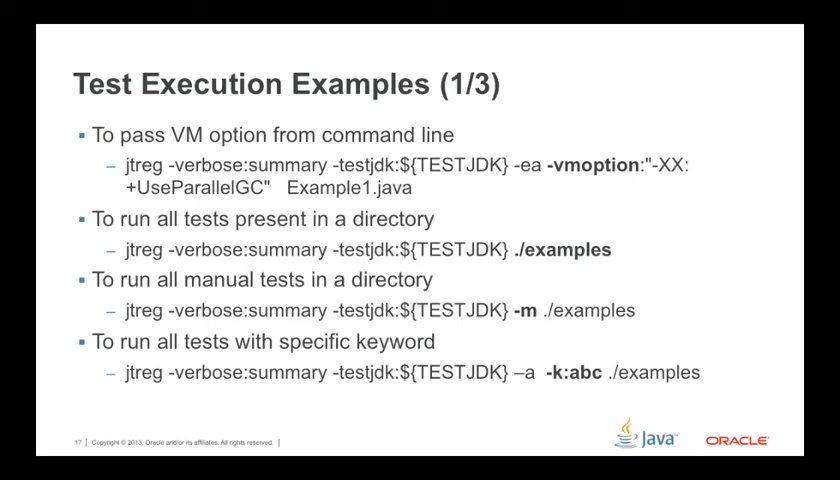 Test Execution Examples (1/3)
▪ To pass VM option from command line
– jtreg -verbose:summary -testjdk:${TESTJDK} -ea -vmoption:"-XX:
+UseParallelGC" Example1.java
▪ To run all tests present in a directory
– jtreg -verbose:summary -testjdk:${TESTJDK} ./examples
▪ To run all manual tests in a directory
– jtreg -verbose:summary -testjdk:${TESTJDK} -m ./examples
▪ To run all tests with specific keyword
– jtreg -verbose:summary -testjdk:${TESTJDK} –a -k:abc ./examples
17 | Copyright © 2013, Oracle and/or its affiliates. All rights reserved. |
Java™ ORACLE®